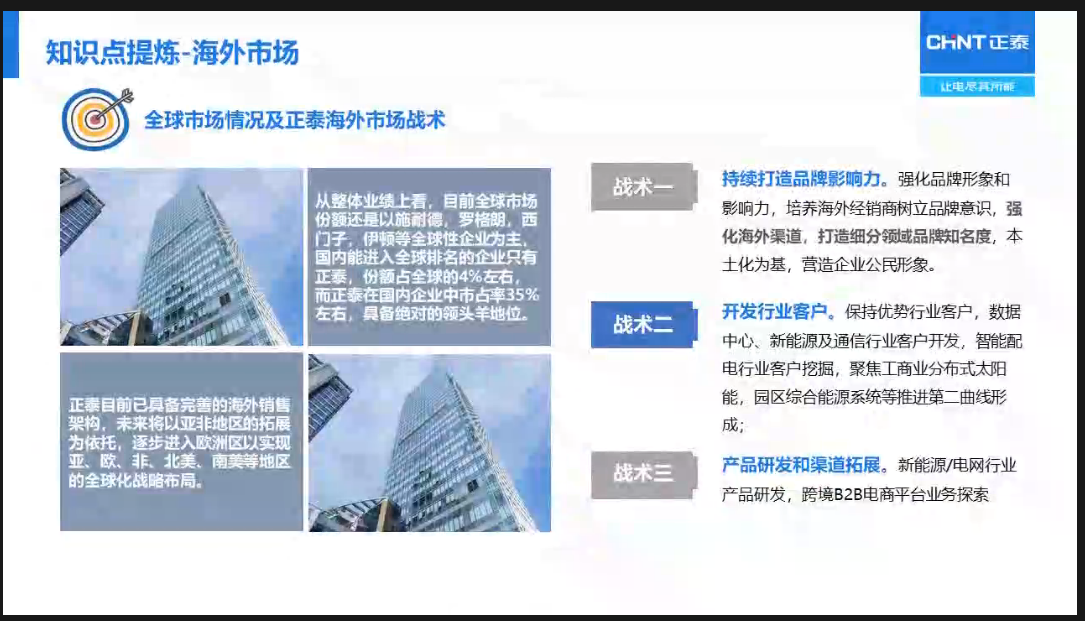 知识点提炼-海外市场
CHNT 正泰
让电尽其所能
全球市场情况及正泰海外市场战术
从整体业绩上看，目前全球市场
份额还是以施耐德，罗格朗，西
门子，伊顿等全球性企业为主，
国内能进入全球排名的企业只有
正泰，份额占全球的4%左右，
而正泰在国内企业中市占率35%
左右，具备绝对的领头羊地位。
正泰目前已具备完善的海外销售
架构，未来将以亚非地区的拓展
为依托，逐步进入欧洲区以实现
亚、欧、非、北美、南美等地区
的全球化战略布局。
战术一
持续打造品牌影响力。强化品牌形象和
影响力，培养海外经销商树立品牌意识，强
化海外渠道，打造细分领域品牌知名度，本
土化为基，营造企业公民形象。
战术二
开发行业客户。保持优势行业客户，数据
中心、新能源及通信行业客户开发，智能配
电行业客户挖掘，聚焦工商业分布式太阳
能，园区综合能源系统等推进第二曲线形
成；
战术三
产品研发和渠道拓展。新能源/电网行业
产品研发，跨境B2B电商平台业务探索